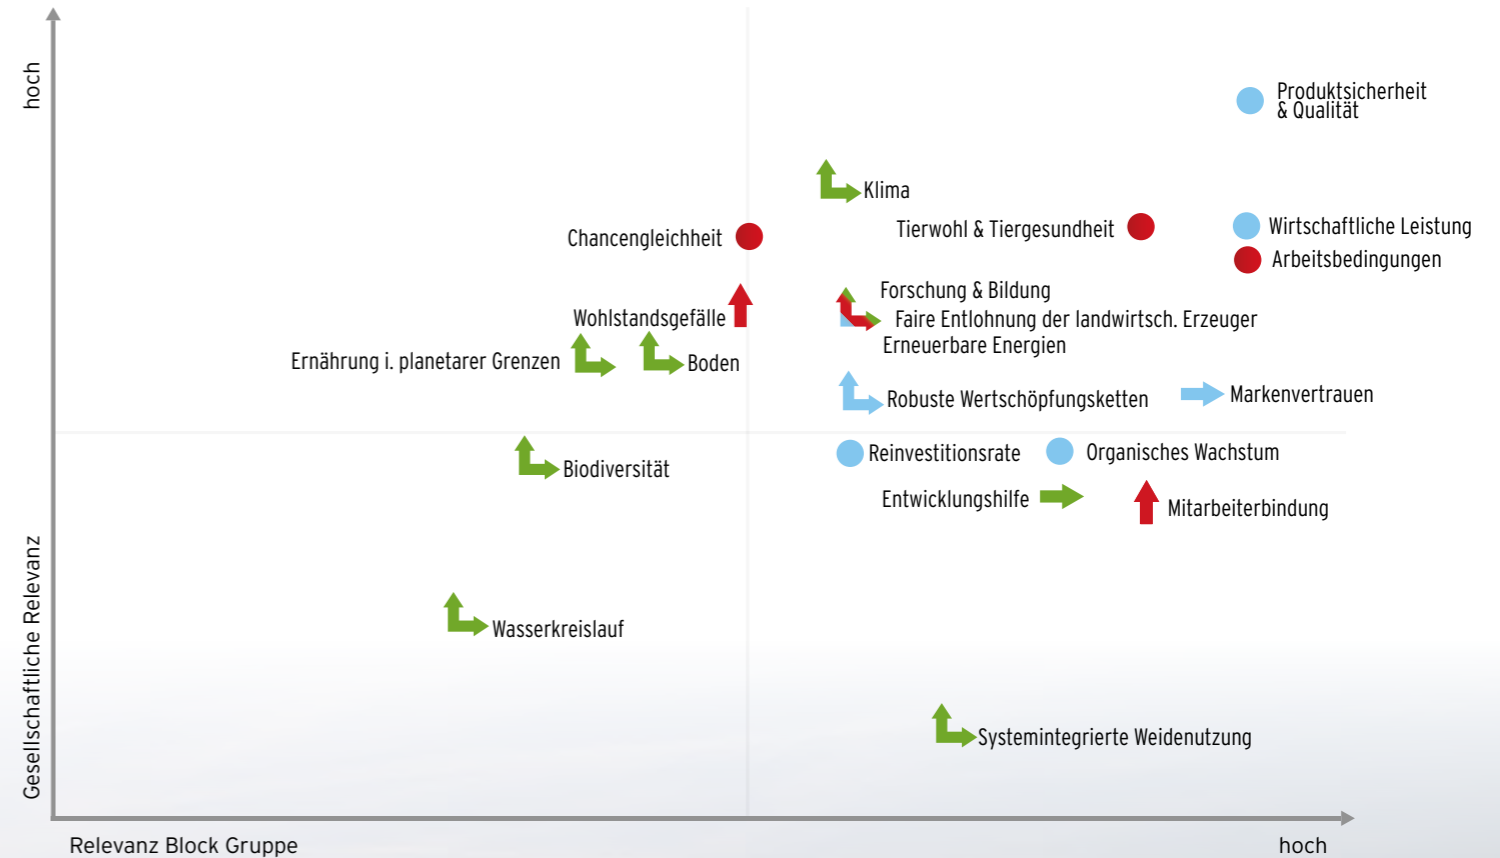 hoch
Produktsicherheit
& Qualität
Klima
Tierwohl & Tiergesundheit
Wirtschaftliche Leistung
Chancengleichheit
Arbeitsbedingungen
Forschung & Bildung
Wohlstandsgefälle
Faire Entlohnung der landwirtsch. Erzeuger
Erneuerbare Energien
Ernährung i. planetarer Grenzen
Boden
Robuste Wertschöpfungsketten
Markenvertrauen
Reinvestitionsrate
Organisches Wachstum
Biodiversität
Entwicklungshilfe
Mitarbeiterbindung
Wasserkreislauf
Gesellschaftliche Relevanz
Systemintegrierte Weidenutzung
Relevanz Block Gruppe
hoch